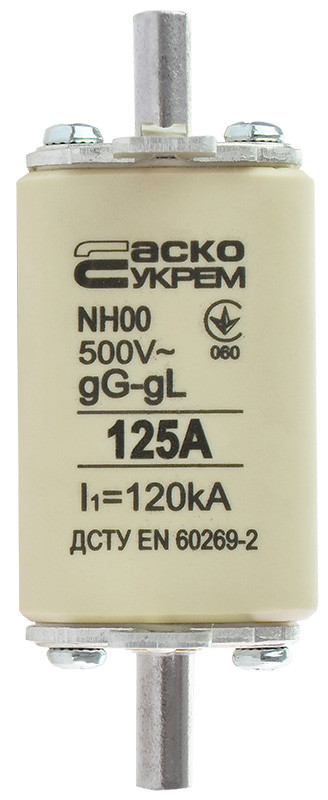 аско
УКРЕМ
NH00
500V~
060
gG-gL
125A
I₁=120kA
ДСТУ EN 60269-2